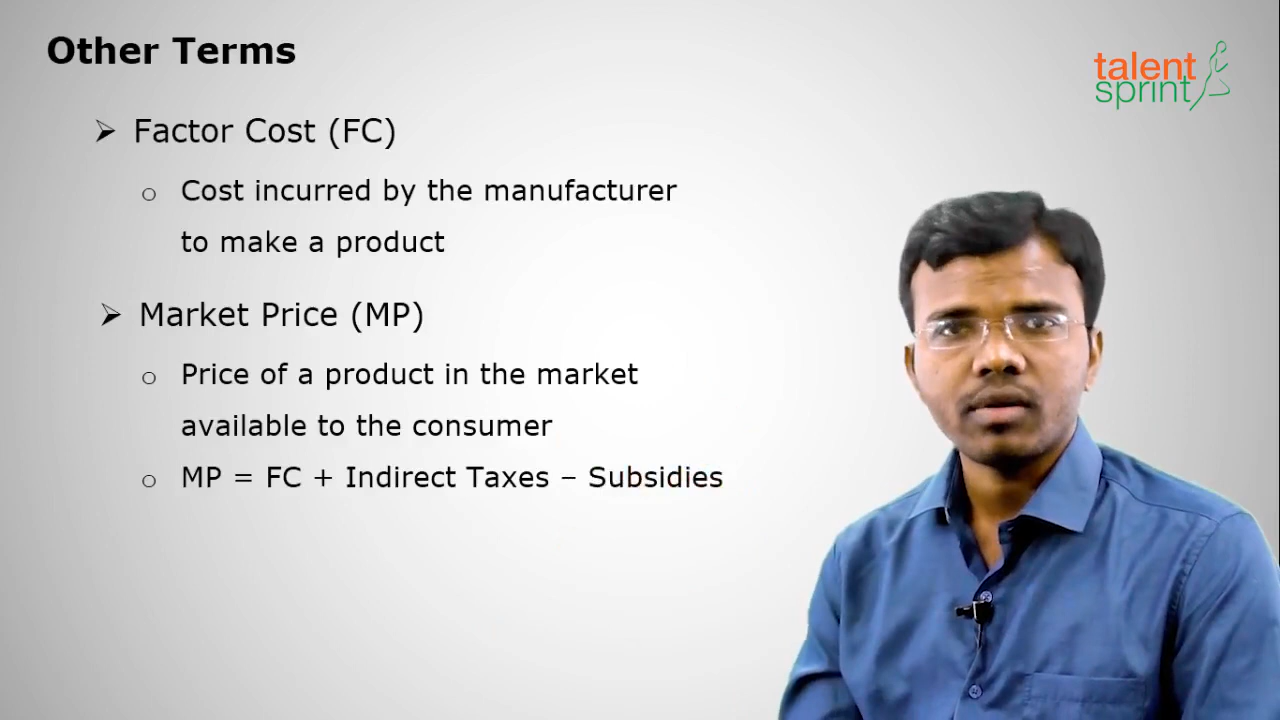 Other Terms
talent
sprint
➢ Factor Cost (FC)
o Cost incurred by the manufacturer
to make a product
➢ Market Price (MP)
o Price of a product in the market
available to the consumer
o MP = FC + Indirect Taxes – Subsidies